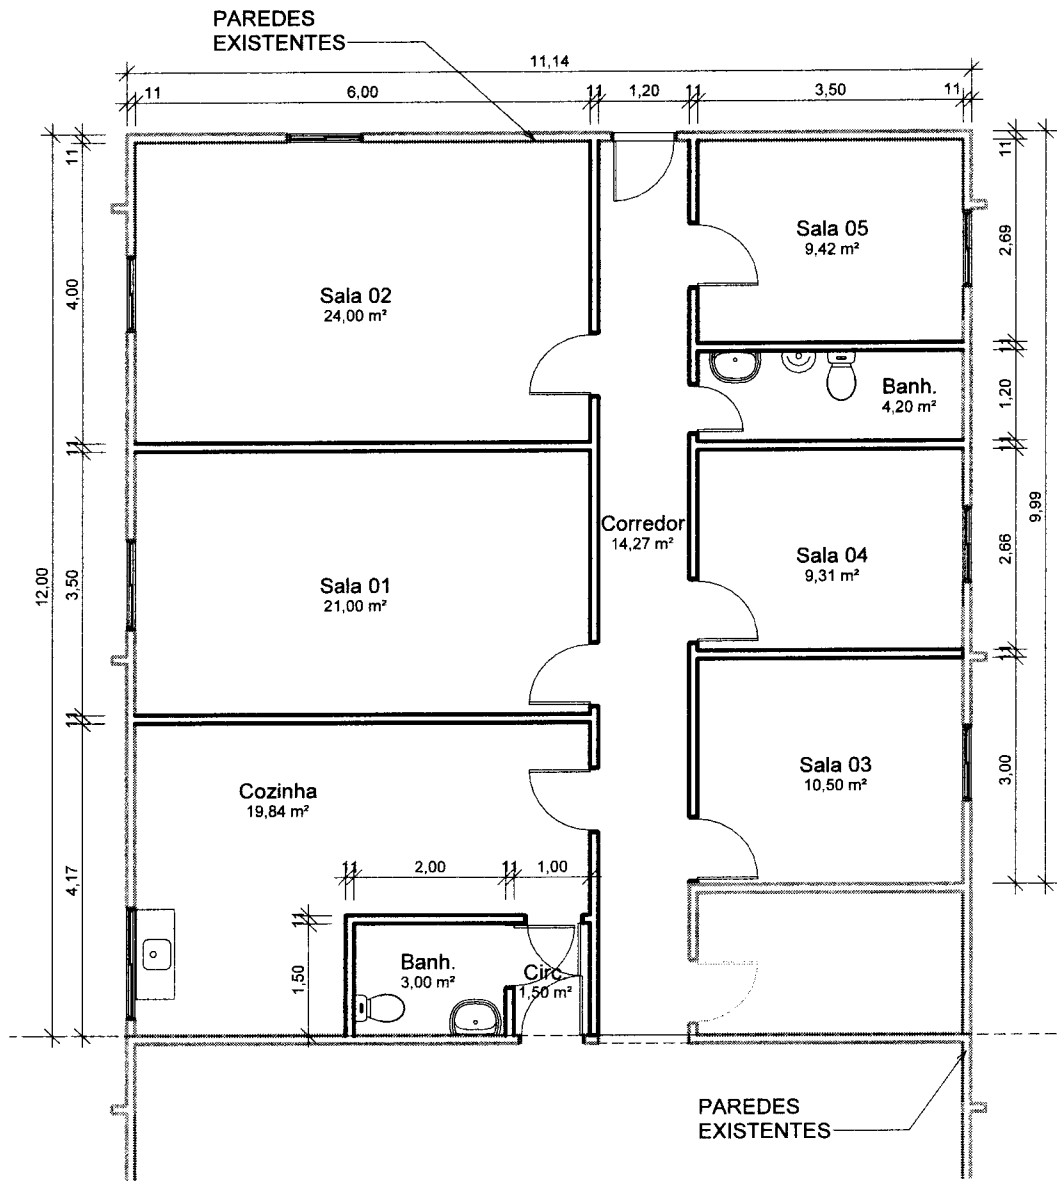 PAREDES
EXISTENTES
11,14
11
6,00
11
1,20
11
3,50
11
11
11
Sala 05
9,42 m²
2,69
4,00
Sala 02
24,00 m²
11
Banh.
4,20 m²
1,20
11
11
9,99
Corredor
14,27 m²
Sala 04
9,31 m²
2,66
12,00
3,50
Sala 01
21,00 m²
11
11
Sala 03
10,50 m²
3,00
Cozinha
19,84 m²
4,17
11
2,00
11
1,00
11
1,50
Banh.
3,00 m²
Circ.
1,50 m²
PAREDES
EXISTENTES